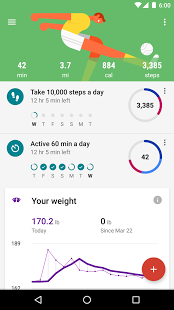 7:00
42 3.7 884 3,385
min mi cal steps
Take 10,000 steps a day
12 hr 5 min left
3,385
W T F S S M T
Active 60 min a day
12 hr 5 min left
42
W T F S S M T
Your weight
170.2 lb 0 lb
Today Since Mar 22
189
167